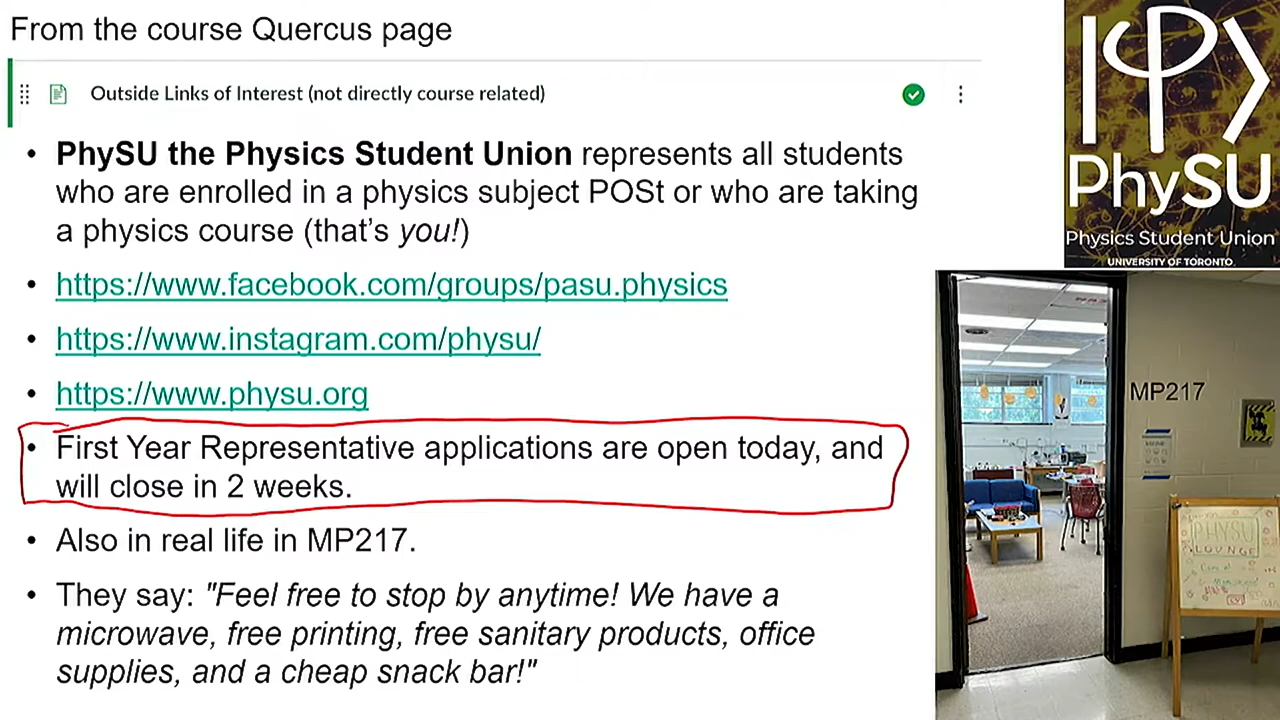 From the course Quercus page
Outside Links of Interest (not directly course related)
• PhySU the Physics Student Union represents all students
who are enrolled in a physics subject POSt or who are taking
a physics course (that's you!)
• https://www.facebook.com/groups/pasu.physics
• https://www.instagram.com/physu/
• https://www.physu.org
• First Year Representative applications are open today, and
will close in 2 weeks.
• Also in real life in MP217.
• They say: "Feel free to stop by anytime! We have a
microwave, free printing, free sanitary products, office
supplies, and a cheap snack bar!"
PhySU
Physics Student Union
UNIVERSITY OF TORONTO
MP217
PHYSU
LOUNGE